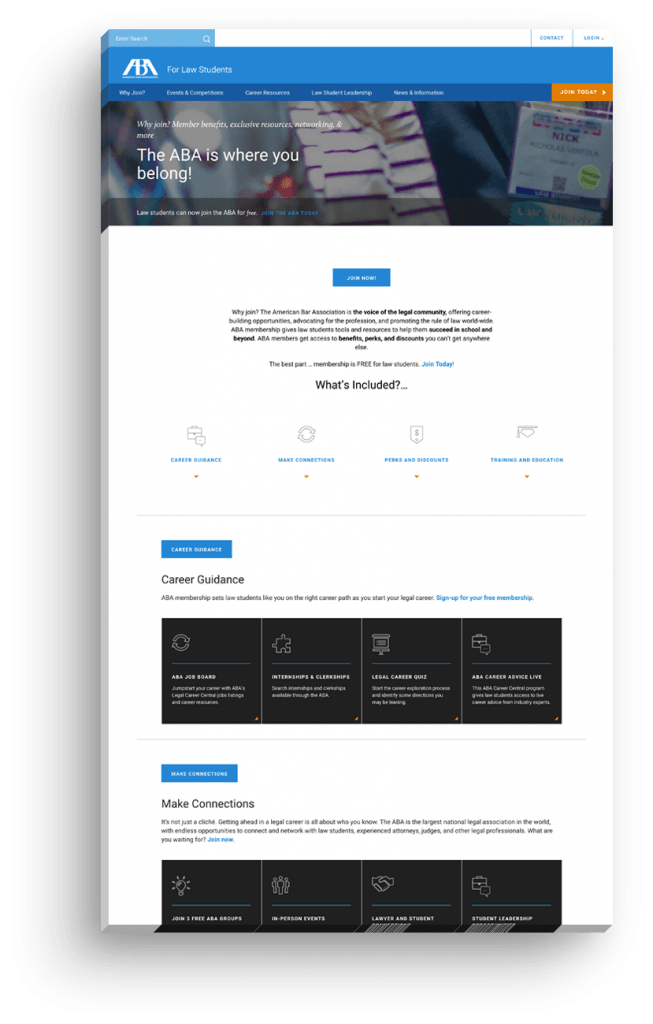 Enter Search
CONTACT
LOGIN
ABA
AMERICAN BAR ASSOCIATION
For Law Students
Why Join?
Events & Competitions
Career Resources
Law Student Leadership
News & Information
JOIN TODAY
Why join? Member benefits, exclusive resources, networking, &
more
The ABA is where you
belong!
NICK
Law students can now join the ABA for free. JOIN THE ABA TODAY
JOIN NOW!
Why join? The American Bar Association is the voice of the legal community, offering career-
building opportunities, advocating for the profession, and promoting the rule of law world-wide.
ABA membership gives law students tools and resources to help them succeed in school and
beyond. ABA members get access to benefits, perks, and discounts you can't get anywhere
else.
The best part … membership is FREE for law students. Join Today!
What's Included?…
CAREER GUIDANCE
MAKE CONNECTIONS
PERKS AND DISCOUNTS
TRAINING AND EDUCATION
CAREER GUIDANCE
Career Guidance
ABA membership sets law students like you on the right career path as you start your legal career. Sign-up for your free membership.
ABA JOB BOARD
Jumpstart your career with ABA's
Legal Career Central jobs listings
and career resources.
INTERNSHIPS & CLERKSHIPS
Search internships and clerkships
available through the ABA.
LEGAL CAREER QUIZ
Start the career exploration process
and identify some directions you
may be leaning.
ABA CAREER ADVICE LIVE
This ABA Career Central program
gives law students access to live
career advice from industry experts.
MAKE CONNECTIONS
Make Connections
It's not just a cliché. Getting ahead in a legal career is all about who you know. The ABA is the largest national legal association in the world,
with endless opportunities to connect and network with law students, experienced attorneys, judges, and other legal professionals. What are
you waiting for? Join now.
JOIN 3 FREE ABA GROUPS
IN-PERSON EVENTS
LAWYER AND STUDENT
STUDENT LEADERSHIP